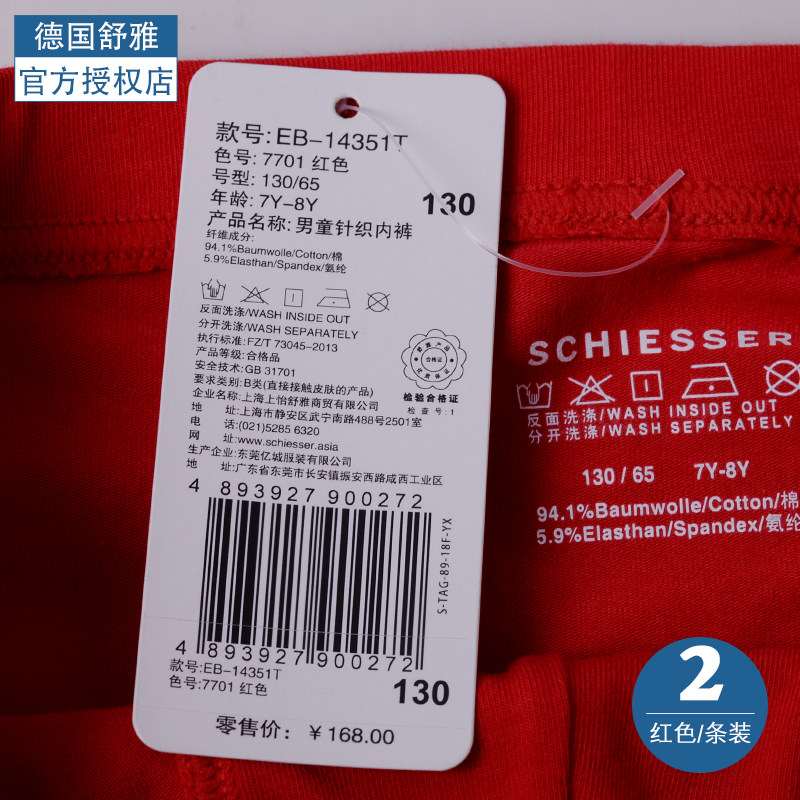 德国舒雅
官方授权店
款号: EB-14351T
色号: 7701 红色
号型: 130/65
年龄: 7Y-8Y
130
产品名称: 男童针织内裤
纤维成分:
94.1%Baumwolle/Cotton/棉
5.9%Elasthan/Spandex/氨纶
反面洗涤/WASH INSIDE OUT
分开洗涤/WASH SEPARATELY
执行标准: FZ/T 73045-2013
产品等级: 合格品
安全技术: GB 31701
要求类别: B类(直接接触皮肤的产品)
企业名称: 上海上怡舒雅商贸有限公司
地 址: 上海市静安区武宁南路488号2501室
电 话: (021)5285 6320
网 址: www.schiesser.asia
生产企业: 东莞亿城服装有限公司
地 址: 广东省东莞市长安镇振安西路咸西工业区
合格证
检验合格证
检查号: 1
4 893927 900272
S-TAG-89-18F-YX
4 893927 900272
款号: EB-14351T
色号: 7701 红色
130
零售价: ¥168.00
SCHIESSER
反面洗涤/WASH INSIDE OUT
分开洗涤/WASH SEPARATELY
130 / 65 7Y-8Y
94.1%Baumwolle/Cotton/棉
5.9%Elasthan/Spandex/氨纶
2
红色/条装